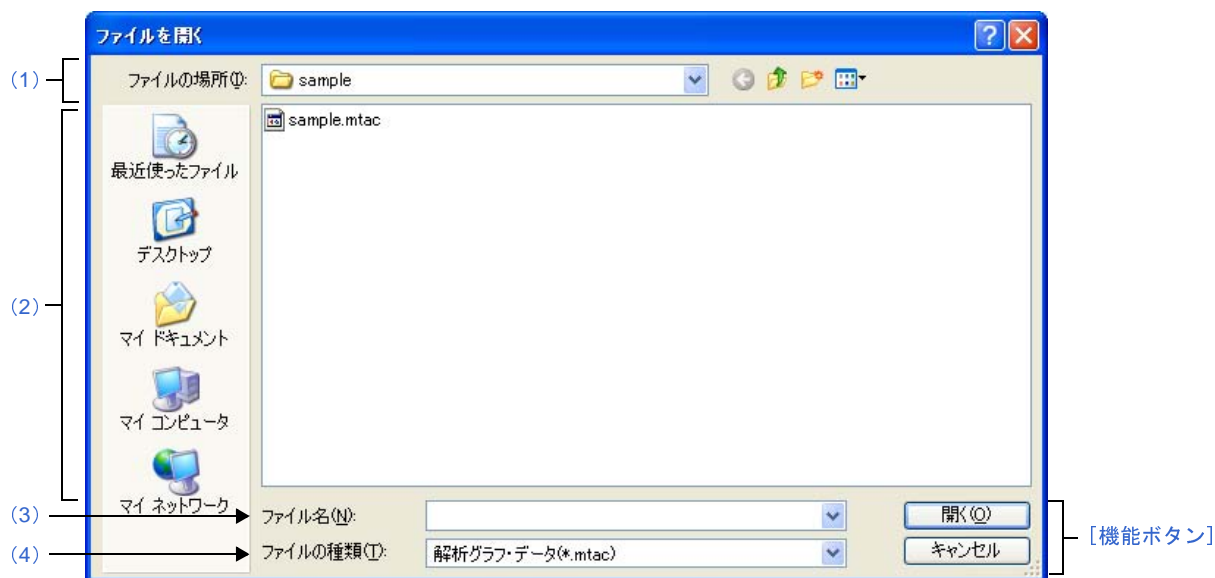 ファイルを開く
(1)
ファイルの場所(I):
sample
sample.mtac
最近使ったファイル
デスクトップ
(2)
マイ ドキュメント
マイ コンピュータ
マイ ネットワーク
(3)
ファイル名(N):
開く(O)
[機能ボタン]
(4)
ファイルの種類(T):
解析グラフ・データ(*.mtac)
キャンセル